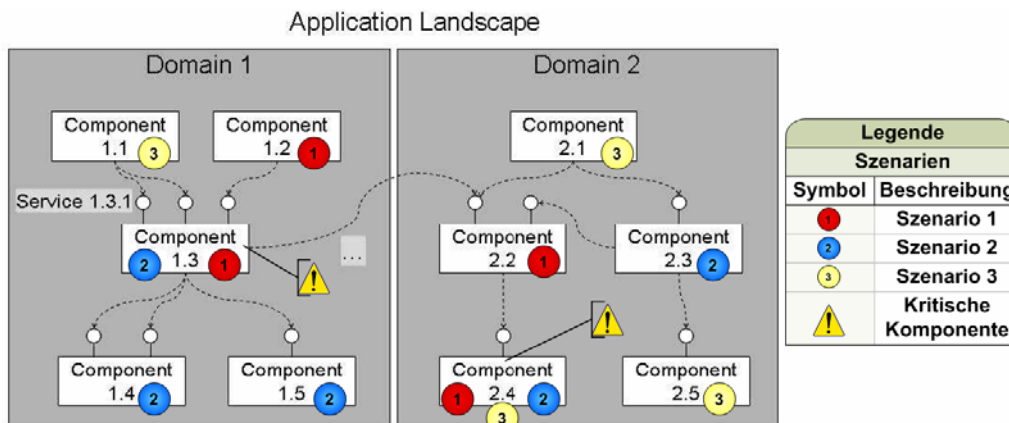 Application Landscape
Domain 1
Component
1.1
3
Component
1.2
1
Service 1.3.1
Component
1.3
2
1
!
...
Component
1.4
2
Component
1.5
2
Domain 2
Component
2.1
3
Component
2.2
1
Component
2.3
2
!
Component
2.4
1
3
2
Component
2.5
3
Legende
Szenarien
Symbol Beschreibung
1 Szenario 1
2 Szenario 2
3 Szenario 3
! Kritische
Komponente